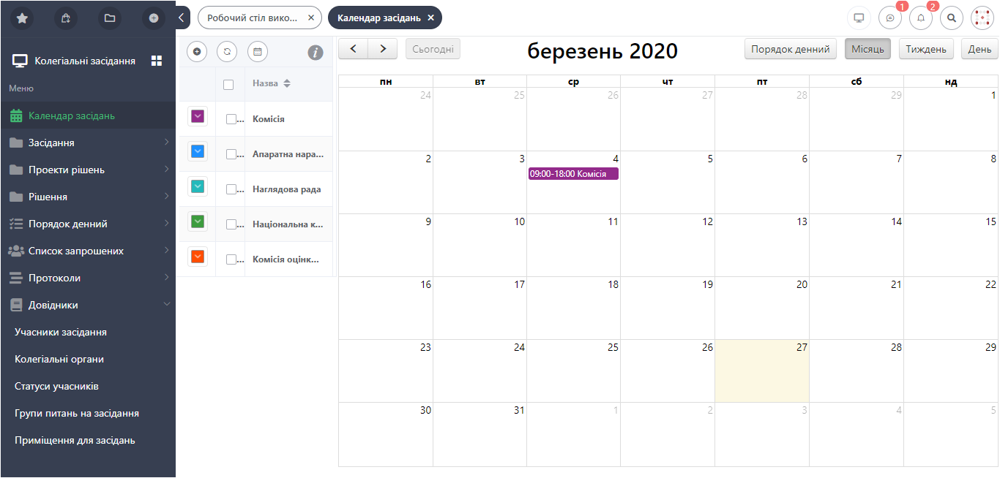 Робочий стіл вико... ×
Календар засідань ×
1
2
Колегіальні засідання
Меню
Календар засідань
Засідання
Проекти рішень
Рішення
Порядок денний
Список запрошених
Протоколи
Довідники
Учасники засідання
Колегіальні органи
Статуси учасників
Групи питань на засідання
Приміщення для засідань
i
Назва
... Комісія
... Апаратна нара...
... Наглядова рада
... Національна к...
... Комісія оцінк...
Сьогодні
березень 2020
Порядок денний Місяць Тиждень День
пн вт ср чт пт сб нд
24 25 26 27 28 29 1
2 3 4 5 6 7 8
09:00-18:00 Комісія
9 10 11 12 13 14 15
16 17 18 19 20 21 22
23 24 25 26 27 28 29
30 31 1 2 3 4 5